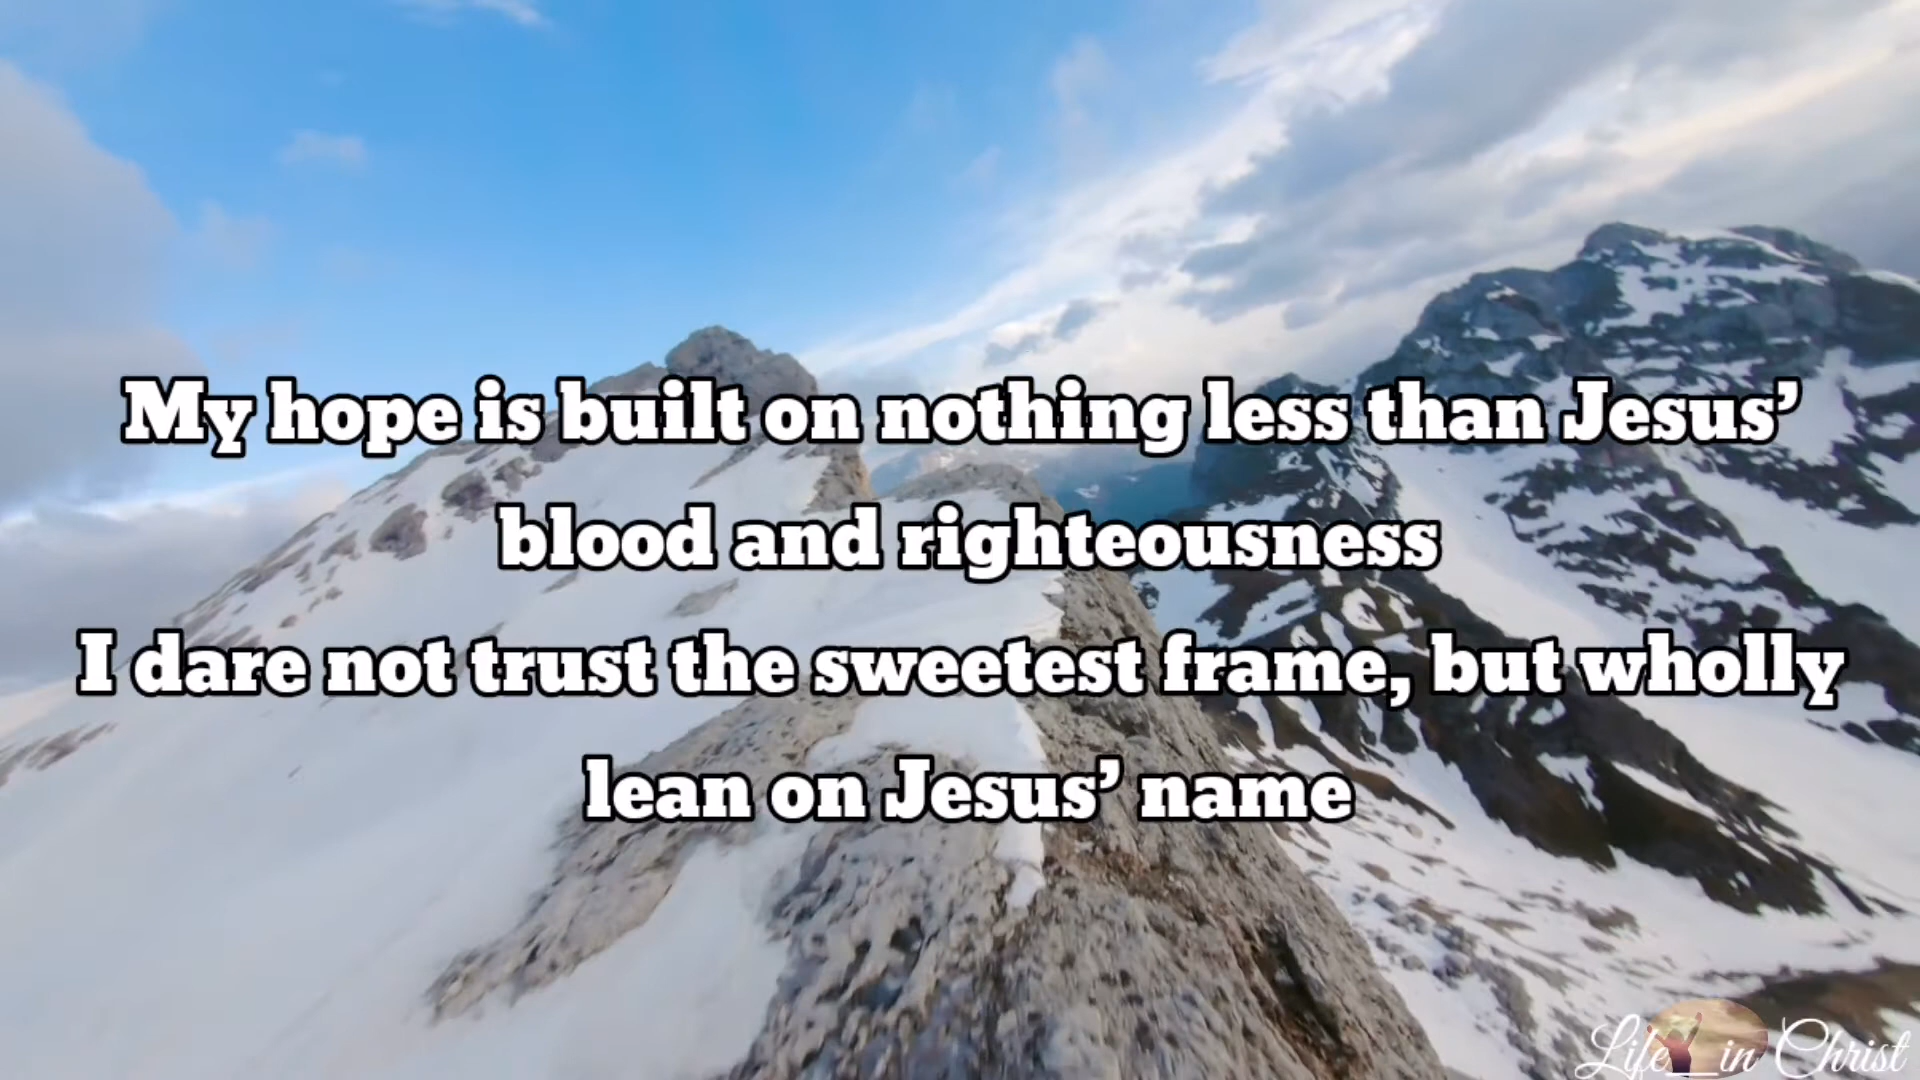 My hope is built on nothing less than Jesus’
blood and righteousness
I dare not trust the sweetest frame, but wholly
lean on Jesus’ name
Life in Christ